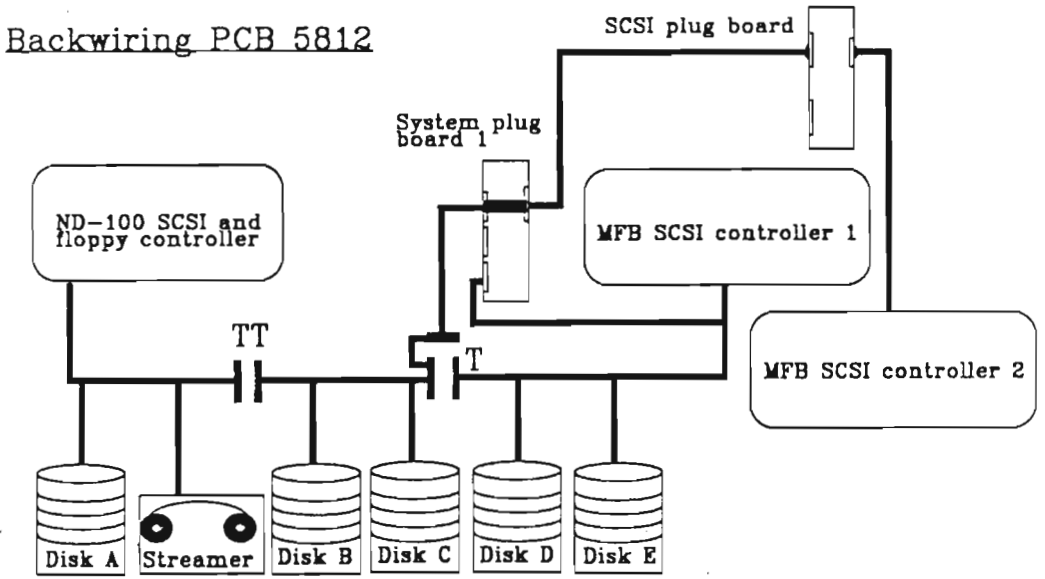 Backwiring PCB 5812
SCSI plug board
System plug
board 1
ND-100 SCSI and
floppy controller
MFB SCSI controller 1
TT
T
MFB SCSI controller 2
Disk A
Streamer
Disk B
Disk C
Disk D
Disk E